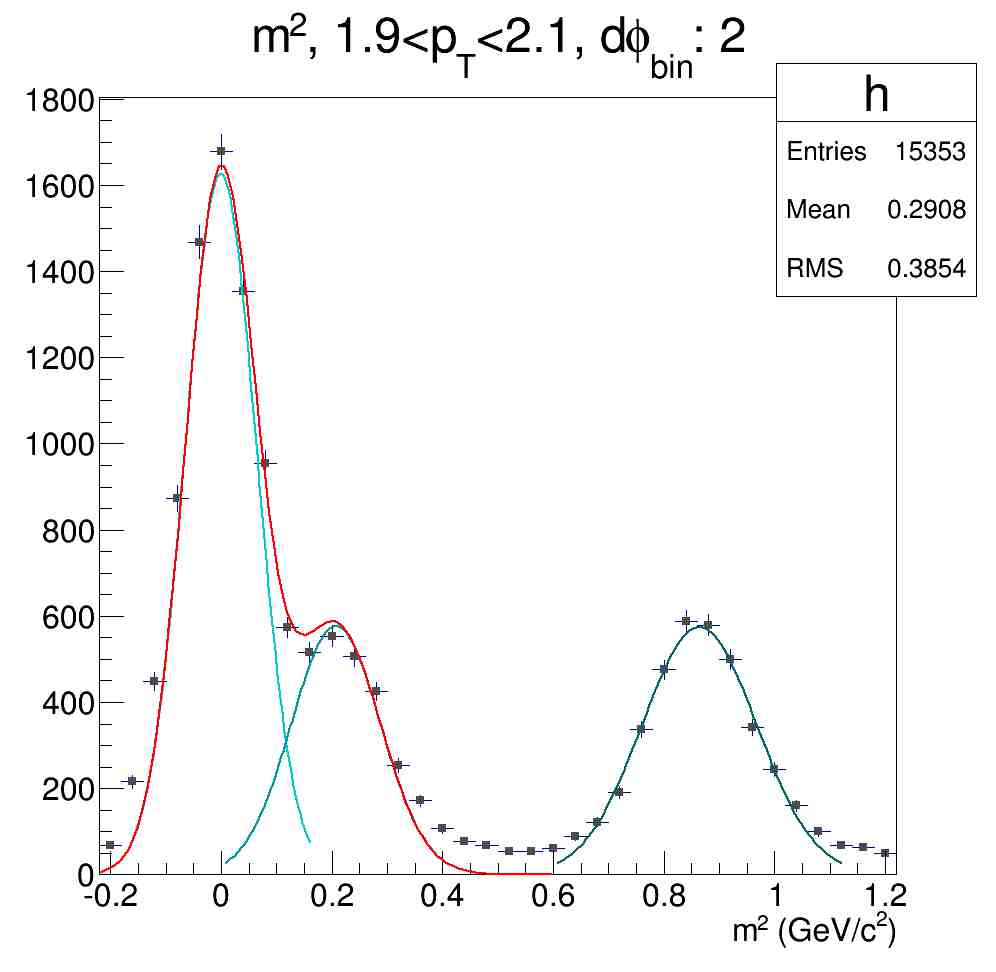 m², 1.9<p_T<2.1, dϕ_bin: 2
h
Entries 15353
Mean 0.2908
RMS 0.3854
1800
1600
1400
1200
1000
800
600
400
200
0
-0.2 0 0.2 0.4 0.6 0.8 1 1.2
m² (GeV/c²)